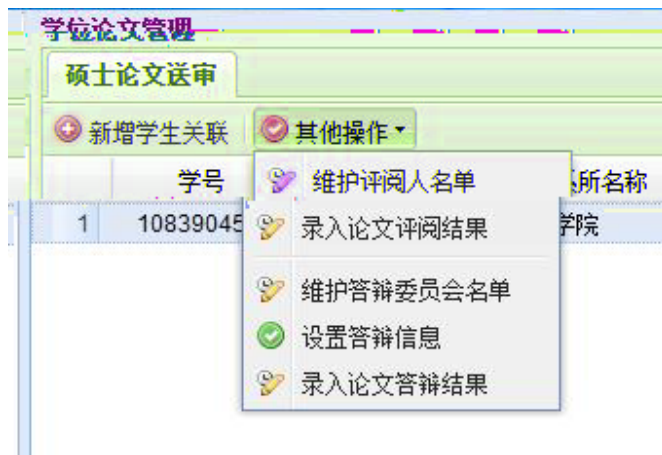 学位论文管理
硕士论文送审
新增学生关联 其他操作
学号 所名称
1 10839045 学院
维护评阅人名单
录入论文评阅结果
维护答辩委员会名单
设置答辩信息
录入论文答辩结果